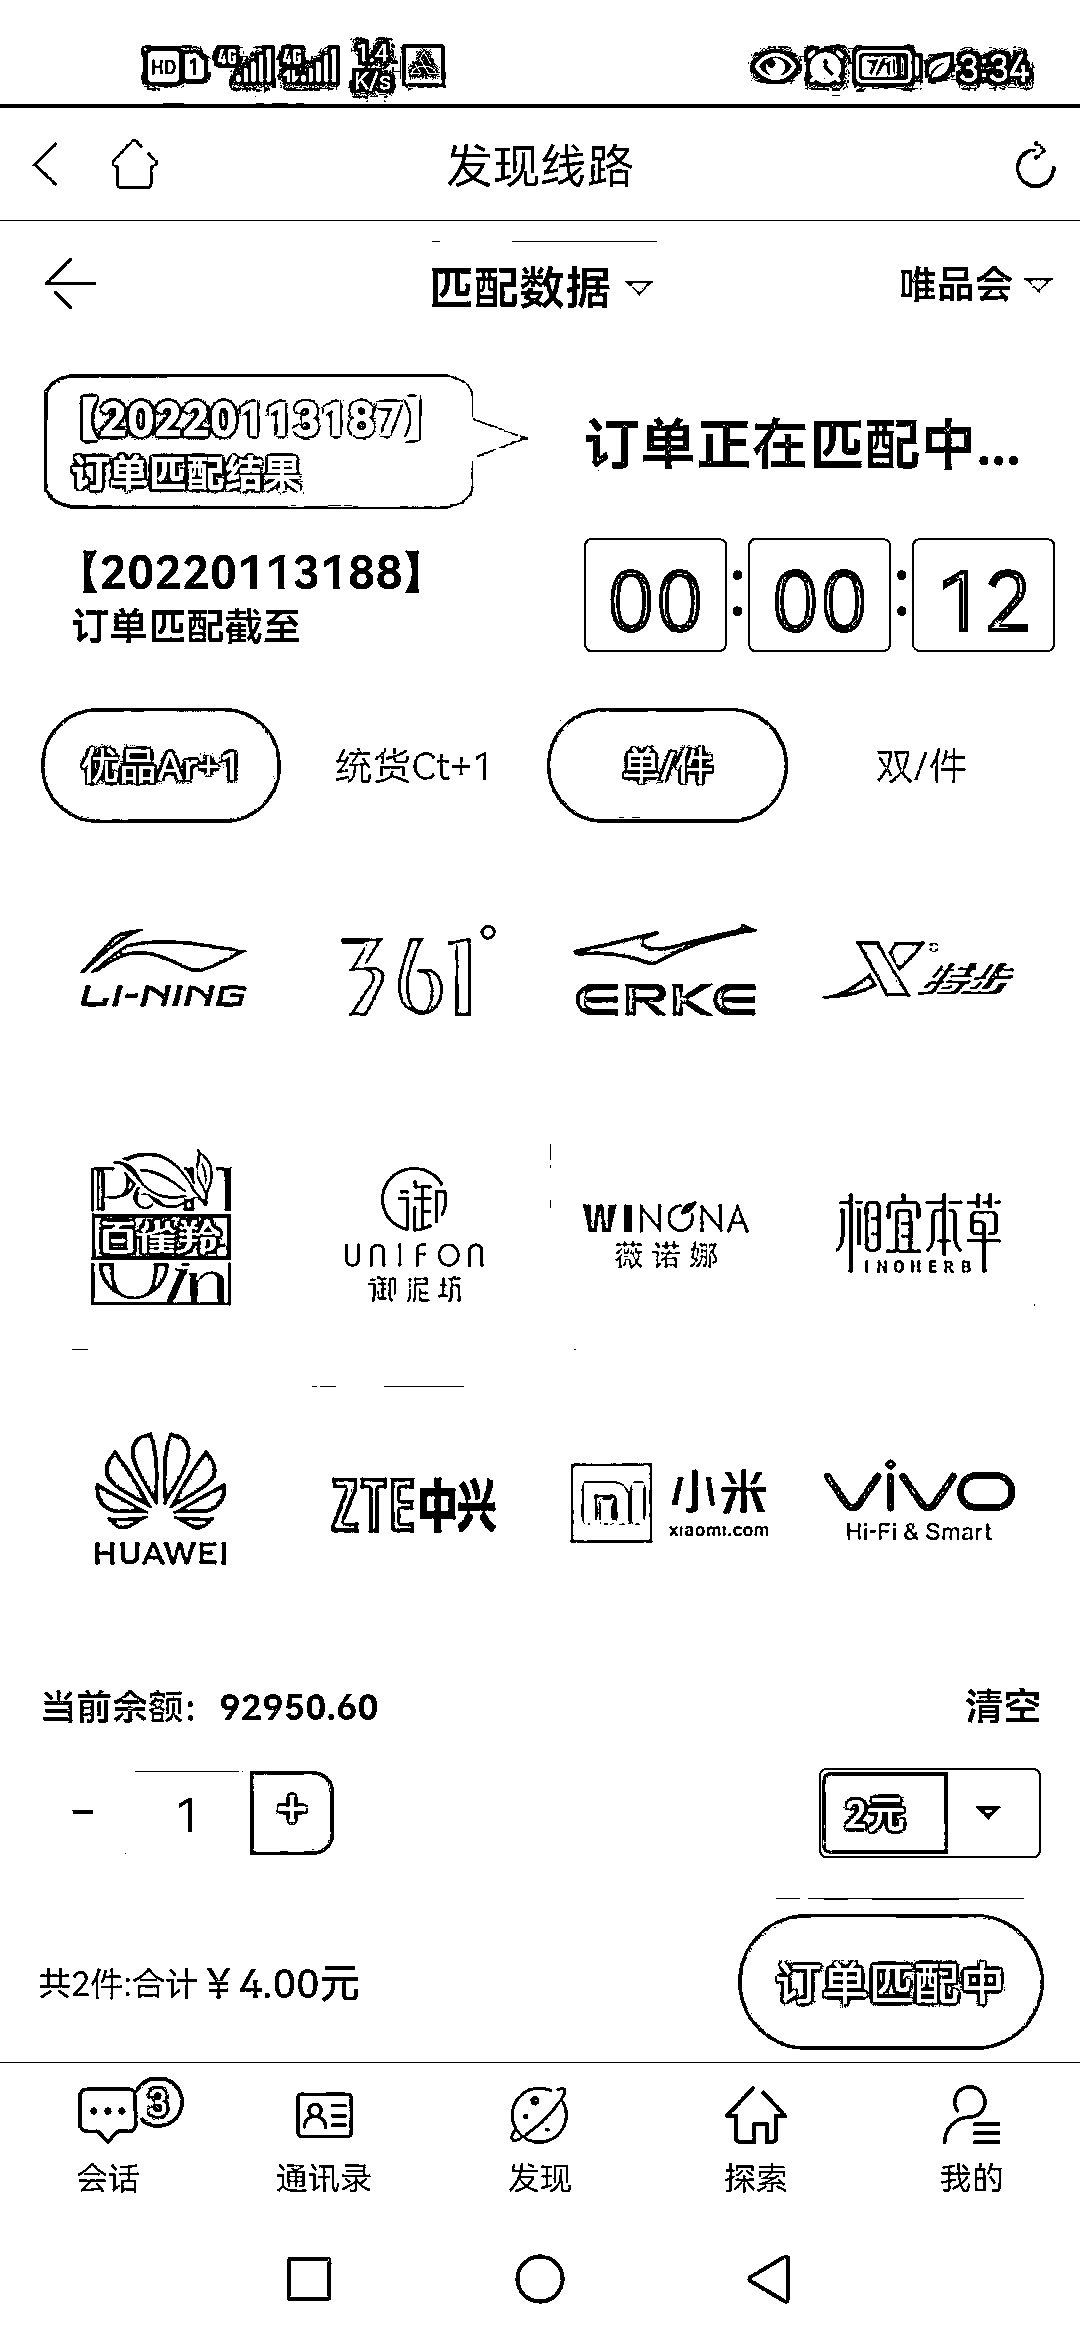 HD 1 4G 4G 1.4 K/s 3:34
发现线路
匹配数据 唯品会
【20220113187】
订单匹配结果
订单正在匹配中...
【20220113188】
订单匹配截至
00:00:12
优品Ar+1 统货Ct+1 单/件 双/件
LI-NING 361° ERKE X特步
百雀羚
UNIFON
御泥坊
WINONA
薇诺娜
相宜本草
INOHERB
HUAWEI
ZTE中兴
小米
xiaomi.com
vivo
Hi-Fi & Smart
当前余额: 92950.60 清空
- 1 + 2元
共2件:合计￥4.00元 订单匹配中
3
会话 通讯录 发现 探索 我的